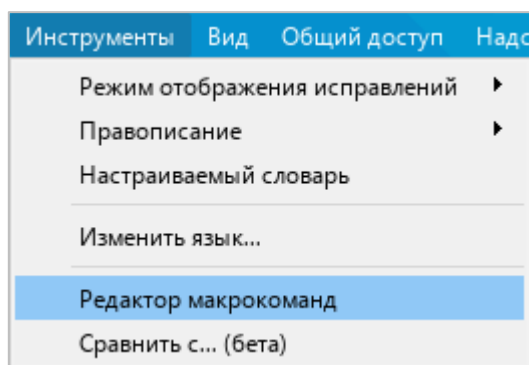 Инструменты Вид Общий доступ
Режим отображения исправлений
Правописание
Настраиваемый словарь
Изменить язык...
Редактор макрокоманд
Сравнить с... (бета)